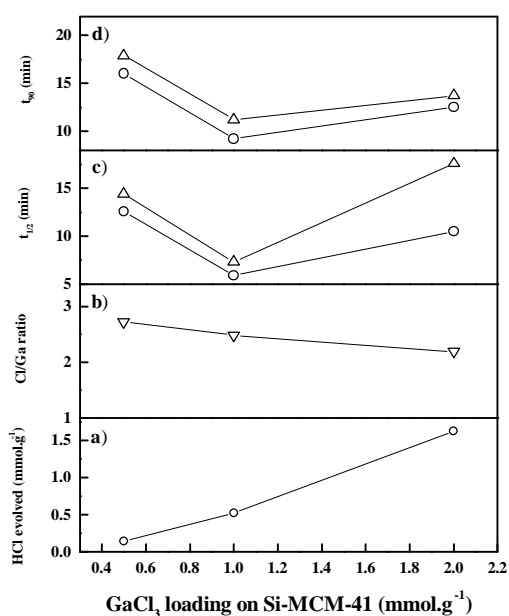 d)
t₉₀ (min)
20
15
10
c)
t₁/₂ (min)
15
10
5
b)
Cl/Ga ratio
3
2
1
a)
HCl evolved (mmol.g⁻¹)
1.5
1.0
0.5
0.0
0.4 0.6 0.8 1.0 1.2 1.4 1.6 1.8 2.0 2.2
GaCl₃ loading on Si-MCM-41 (mmol.g⁻¹)